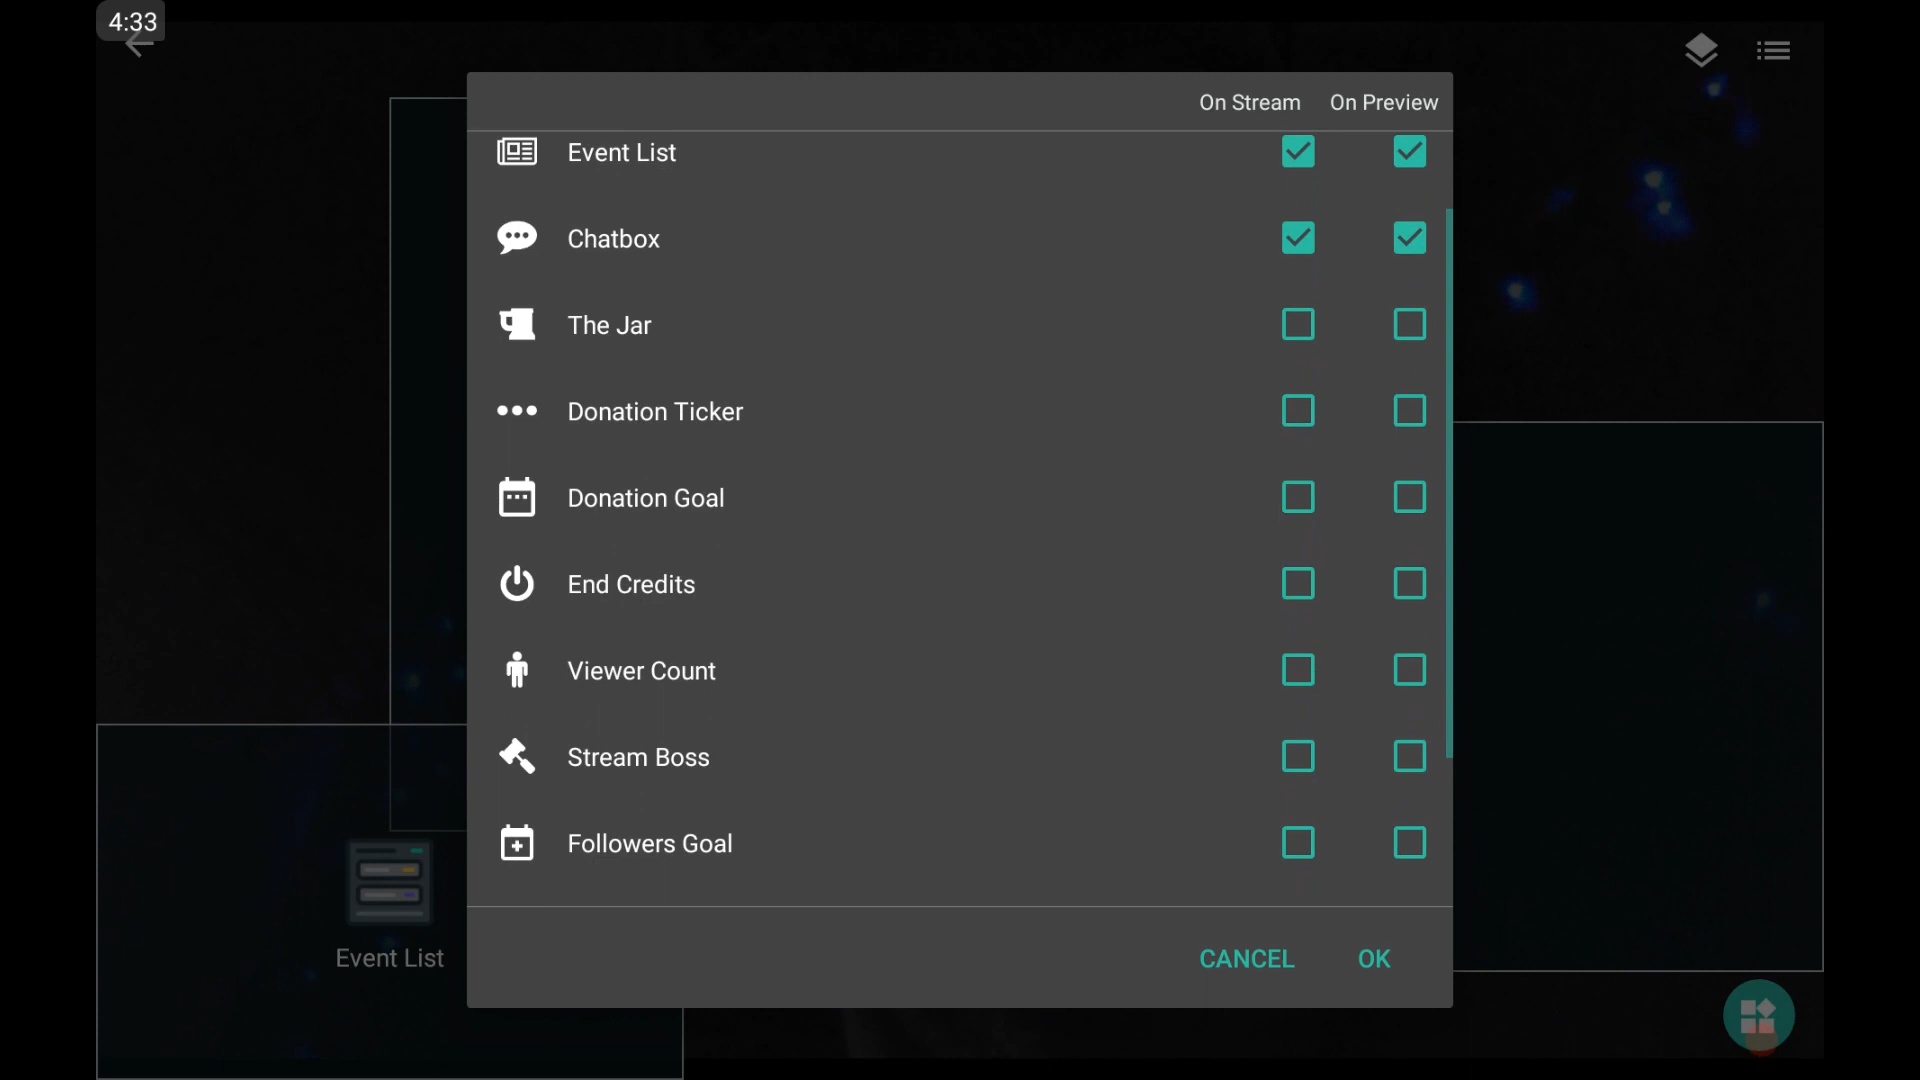 4:33
On Stream On Preview
Event List
Chatbox
The Jar
Donation Ticker
Donation Goal
End Credits
Viewer Count
Stream Boss
Followers Goal
Event List
CANCEL OK